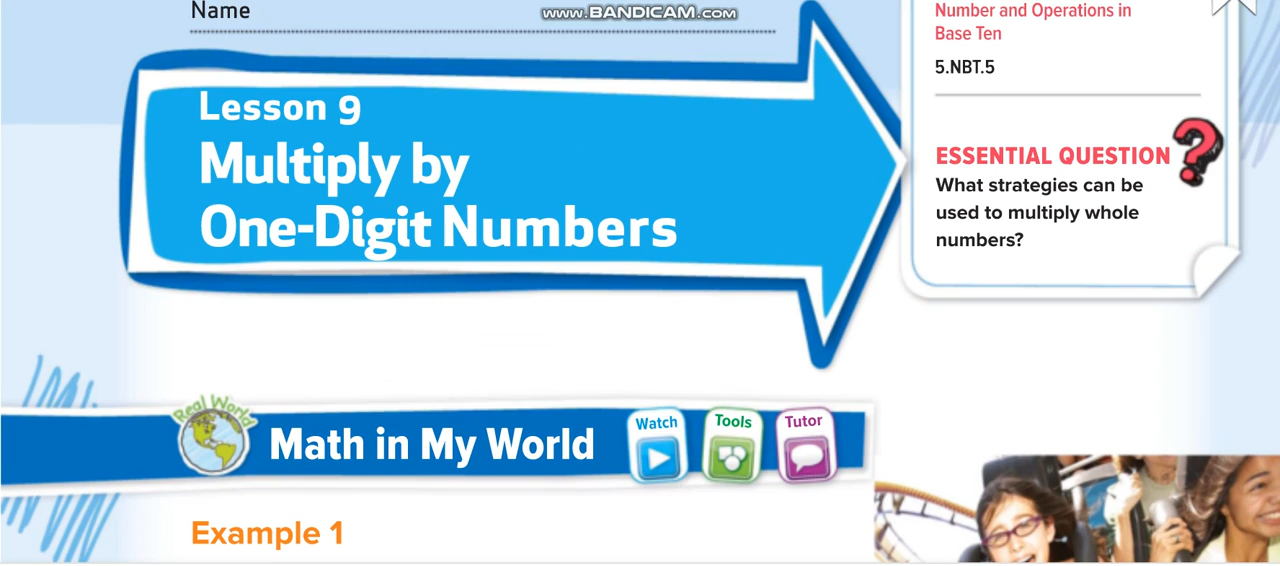 Name
www.BANDICAM.com
Number and Operations in
Base Ten
5.NBT.5
Lesson 9
Multiply by
One-Digit Numbers
ESSENTIAL QUESTION
?
What strategies can be
used to multiply whole
numbers?
Real World
Math in My World
Watch
Tools
Tutor
Example 1